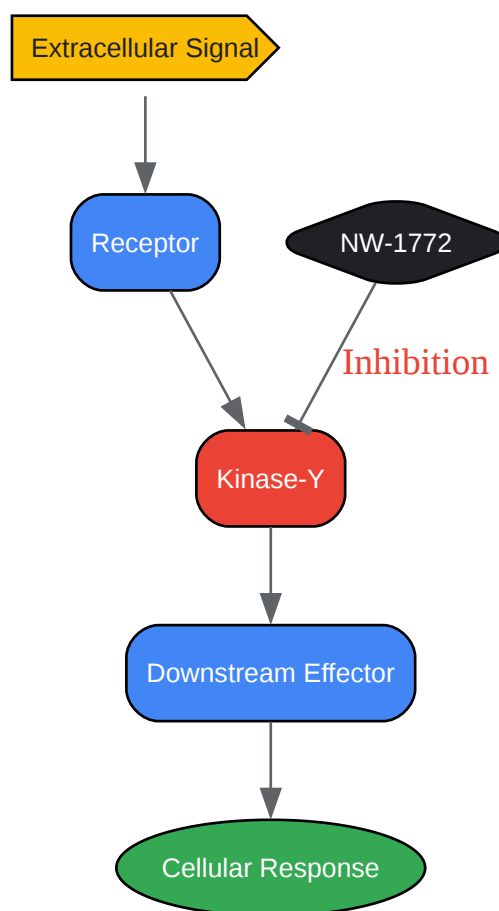 Extracellular Signal
Receptor
NW-1772
Inhibition
Kinase-Y
Downstream Effector
Cellular Response